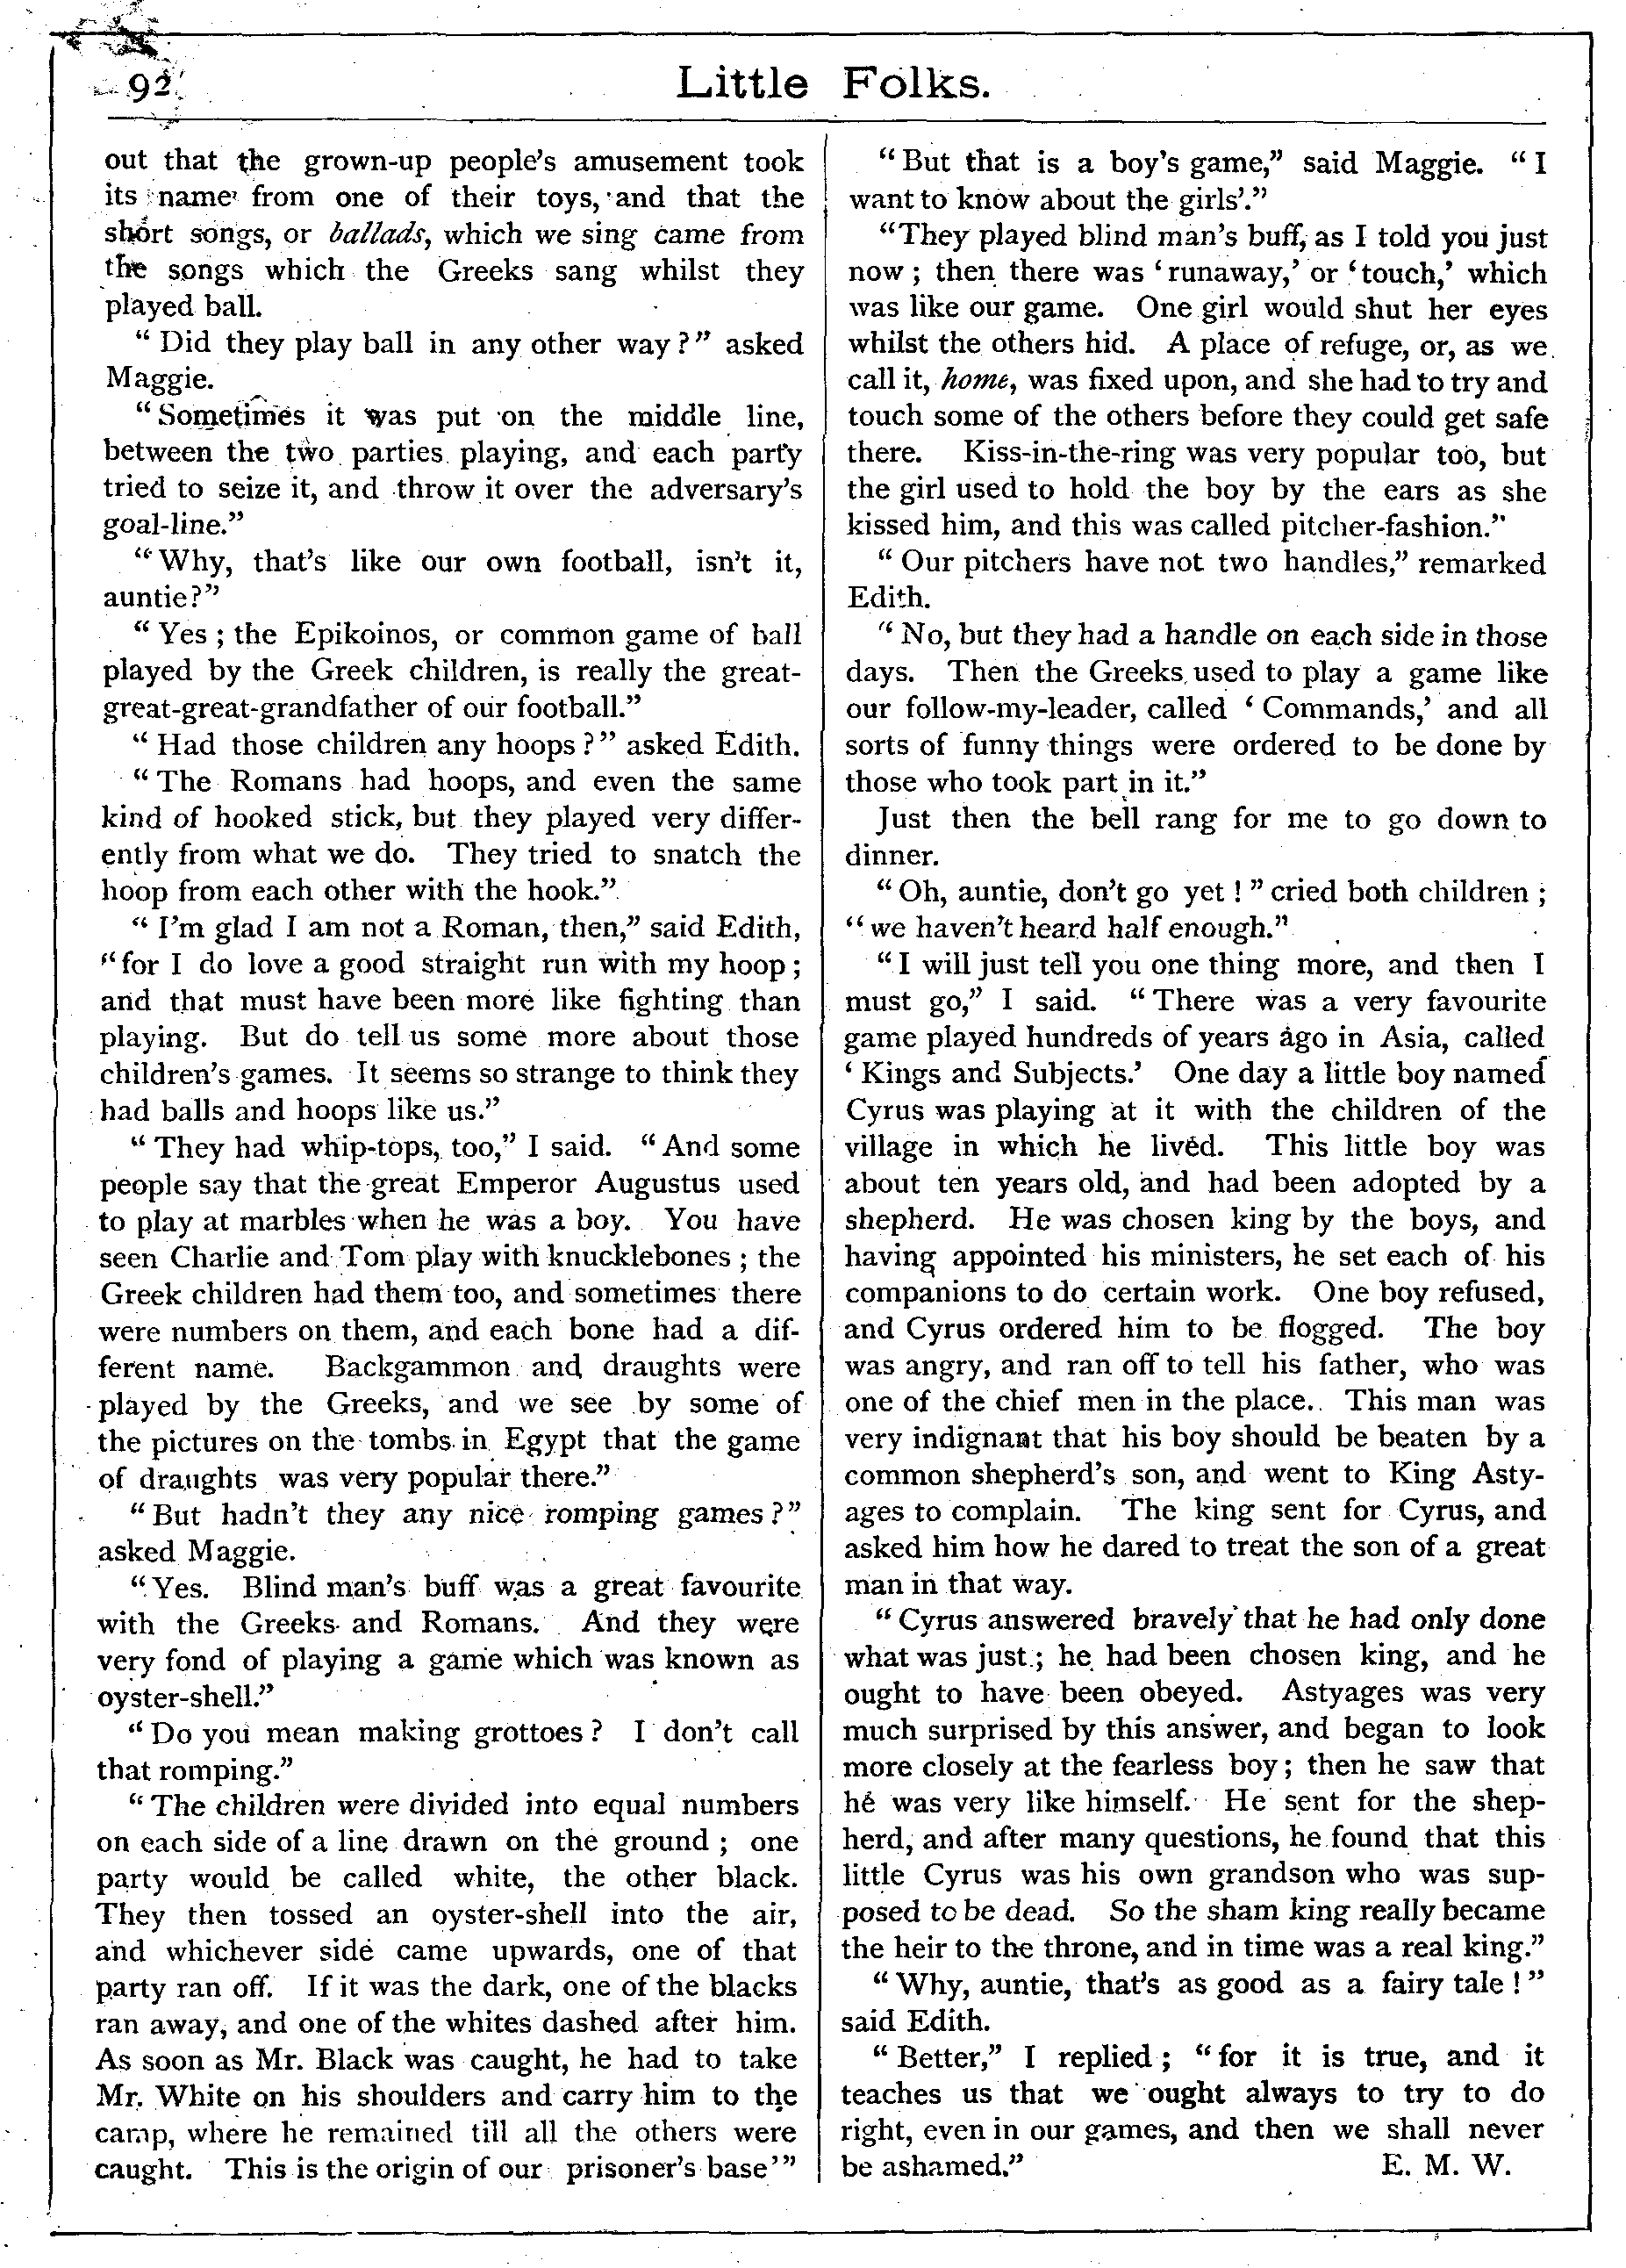 92
Little Folks.
out that the grown-up people's amusement took
its name from one of their toys, and that the
short songs, or ballads, which we sing came from
the songs which the Greeks sang whilst they
played ball.
"Did they play ball in any other way?" asked
Maggie.
"Sometimes it was put on the middle line,
between the two parties playing, and each party
tried to seize it, and throw it over the adversary's
goal-line."
"Why, that's like our own football, isn't it,
auntie?"
"Yes; the Epikoinos, or common game of ball
played by the Greek children, is really the great-
great-great-grandfather of our football."
"Had those children any hoops?" asked Edith.
"The Romans had hoops, and even the same
kind of hooked stick, but they played very differ-
ently from what we do. They tried to snatch the
hoop from each other with the hook."
"I'm glad I am not a Roman, then," said Edith,
"for I do love a good straight run with my hoop;
and that must have been more like fighting than
playing. But do tell us some more about those
children's games. It seems so strange to think they
had balls and hoops like us."
"They had whip-tops, too," I said. "And some
people say that the great Emperor Augustus used
to play at marbles when he was a boy. You have
seen Charlie and Tom play with knucklebones; the
Greek children had them too, and sometimes there
were numbers on them, and each bone had a dif-
ferent name. Backgammon and draughts were
played by the Greeks, and we see by some of
the pictures on the tombs in Egypt that the game
of draughts was very popular there."
"But hadn't they any nice romping games?"
asked Maggie.
"Yes. Blind man's buff was a great favourite
with the Greeks and Romans. And they were
very fond of playing a game which was known as
oyster-shell."
"Do you mean making grottoes? I don't call
that romping."
"The children were divided into equal numbers
on each side of a line drawn on the ground; one
party would be called white, the other black.
They then tossed an oyster-shell into the air,
and whichever side came upwards, one of that
party ran off. If it was the dark, one of the blacks
ran away, and one of the whites dashed after him.
As soon as Mr. Black was caught, he had to take
Mr. White on his shoulders and carry him to the
camp, where he remained till all the others were
caught. This is the origin of our prisoner's base'"
"But that is a boy's game," said Maggie. "I
want to know about the girls'."
"They played blind man's buff, as I told you just
now; then there was 'runaway,' or 'touch,' which
was like our game. One girl would shut her eyes
whilst the others hid. A place of refuge, or, as we
call it, home, was fixed upon, and she had to try and
touch some of the others before they could get safe
there. Kiss-in-the-ring was very popular too, but
the girl used to hold the boy by the ears as she
kissed him, and this was called pitcher-fashion."
"Our pitchers have not two handles," remarked
Edith.
"No, but they had a handle on each side in those
days. Then the Greeks used to play a game like
our follow-my-leader, called 'Commands,' and all
sorts of funny things were ordered to be done by
those who took part in it."
Just then the bell rang for me to go down to
dinner.
"Oh, auntie, don't go yet!" cried both children;
"we haven't heard half enough."
"I will just tell you one thing more, and then I
must go," I said. "There was a very favourite
game played hundreds of years ago in Asia, called
'Kings and Subjects.' One day a little boy named
Cyrus was playing at it with the children of the
village in which he lived. This little boy was
about ten years old, and had been adopted by a
shepherd. He was chosen king by the boys, and
having appointed his ministers, he set each of his
companions to do certain work. One boy refused,
and Cyrus ordered him to be flogged. The boy
was angry, and ran off to tell his father, who was
one of the chief men in the place. This man was
very indignant that his boy should be beaten by a
common shepherd's son, and went to King Asty-
ages to complain. The king sent for Cyrus, and
asked him how he dared to treat the son of a great
man in that way.
"Cyrus answered bravely that he had only done
what was just; he had been chosen king, and he
ought to have been obeyed. Astyages was very
much surprised by this answer, and began to look
more closely at the fearless boy; then he saw that
he was very like himself. He sent for the shep-
herd, and after many questions, he found that this
little Cyrus was his own grandson who was sup-
posed to be dead. So the sham king really became
the heir to the throne, and in time was a real king."
"Why, auntie, that's as good as a fairy tale!"
said Edith.
"Better," I replied; "for it is true, and it
teaches us that we ought always to try to do
right, even in our games, and then we shall never
be ashamed." E. M. W.